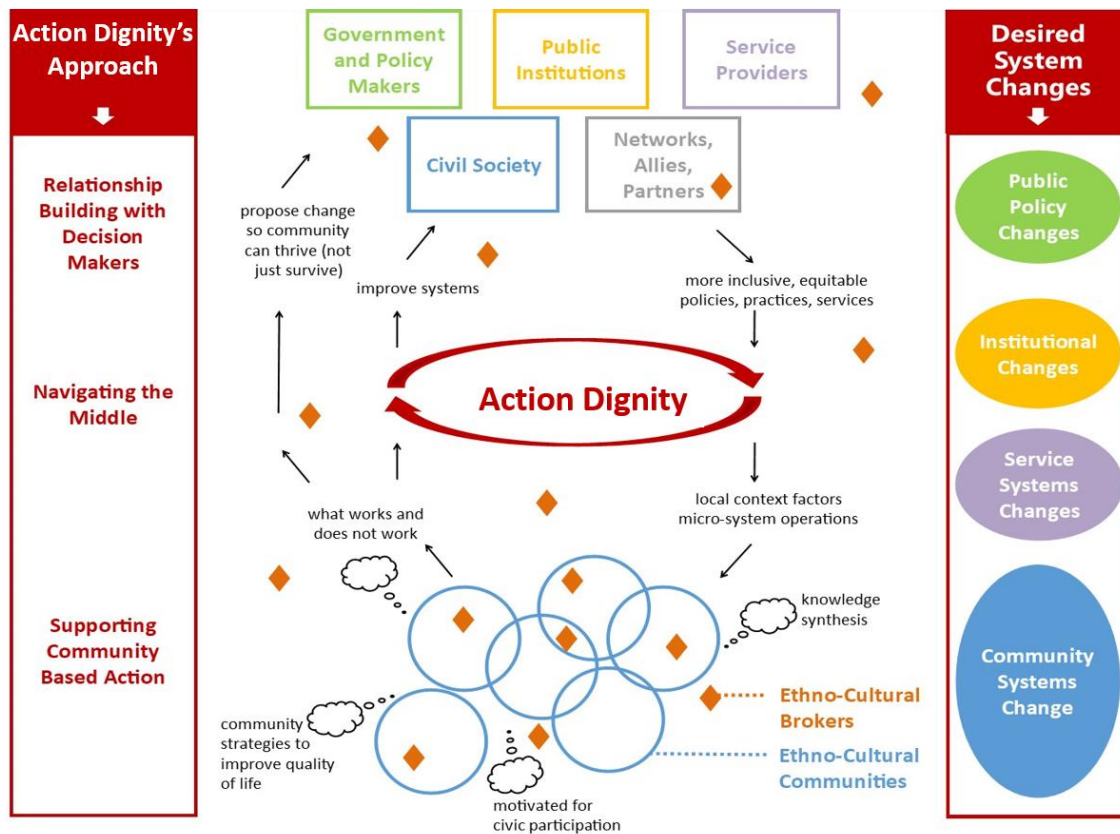 Action Dignity's
Approach
Relationship
Building with
Decision
Makers
Navigating the
Middle
Supporting
Community
Based Action
Government
and Policy
Makers
Public
Institutions
Service
Providers
Civil Society
Networks,
Allies,
Partners
propose change
so community
can thrive (not
just survive)
improve systems
more inclusive, equitable
policies, practices, services
Action Dignity
what works and
does not work
local context factors
micro-system operations
knowledge
synthesis
community
strategies to
improve quality
of life
motivated for
civic participation
Ethno-Cultural
Brokers
Ethno-Cultural
Communities
Desired
System
Changes
Public
Policy
Changes
Institutional
Changes
Service
Systems
Changes
Community
Systems
Change